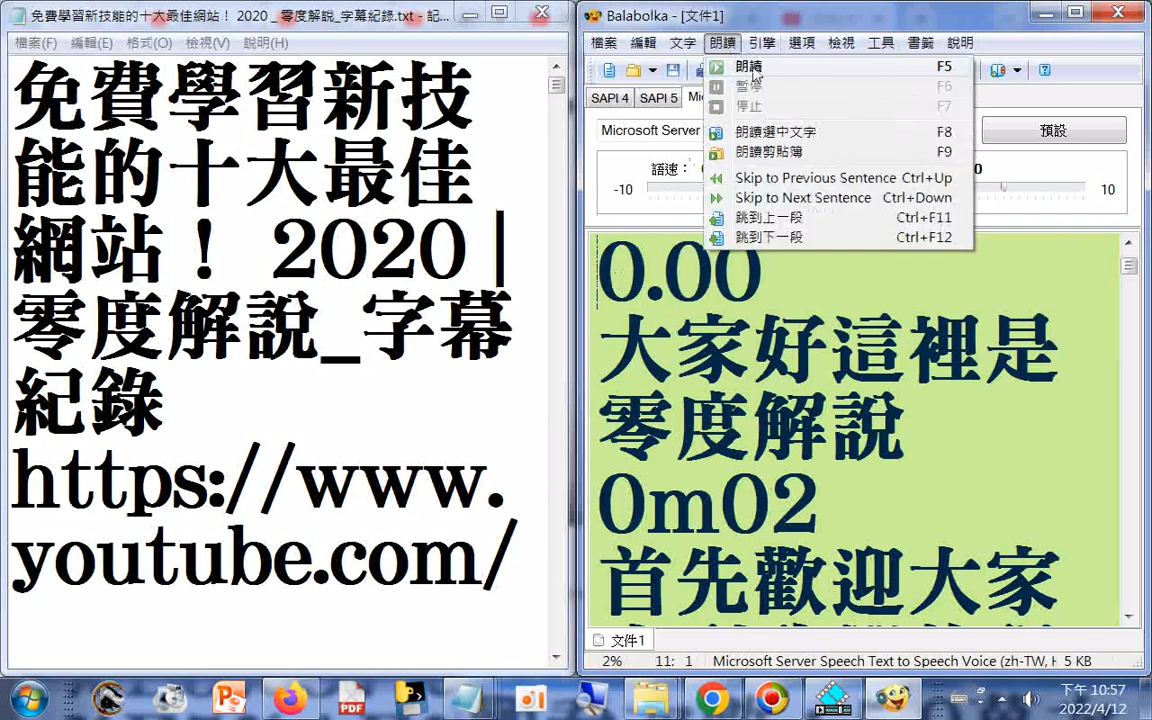 免費學習新技能的十大最佳網站！ 2020 _ 零度解說_字幕紀錄.txt - 記...
檔案(F) 編輯(E) 格式(O) 檢視(V) 說明(H)
免費學習新技
能的十大最佳
網站！ 2020 |
零度解說_字幕
紀錄
https://www.
youtube.com/
Balabolka - [文件1]
檔案 編輯 文字 朗讀 引擎 選項 檢視 工具 書籤 說明
朗讀 F5
暫停 F6
停止 F7
朗讀選中文字 F8
朗讀剪貼簿 F9
Skip to Previous Sentence Ctrl+Up
Skip to Next Sentence Ctrl+Down
跳到上一段 Ctrl+F11
跳到下一段 Ctrl+F12
SAPI 4 SAPI 5
Microsoft Server
預設
語速：
0
-10
10
0.00
大家好這裡是
零度解說
0m02
首先歡迎大家
文件1
2% 11: 1 Microsoft Server Speech Text to Speech Voice (zh-TW, 5 KB
PDF
下午 10:57
2022/4/12